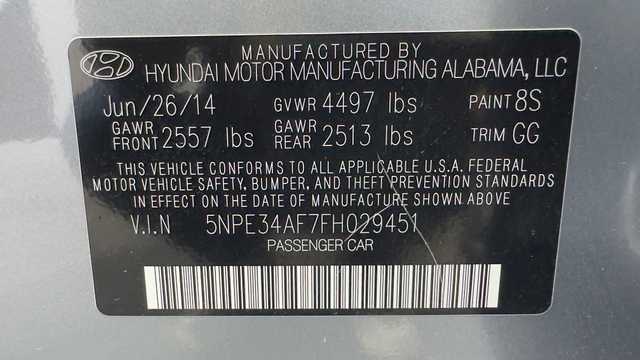 MANUFACTURED BY
HYUNDAI MOTOR MANUFACTURING ALABAMA, LLC
Jun/26/14 GVWR 4497 lbs PAINT 8S
GAWR FRONT 2557 lbs GAWR REAR 2513 lbs TRIM GG
THIS VEHICLE CONFORMS TO ALL APPLICABLE U.S.A. FEDERAL
MOTOR VEHICLE SAFETY, BUMPER, AND THEFT PREVENTION STANDARDS
IN EFFECT ON THE DATE OF MANUFACTURE SHOWN ABOVE.
V.I.N 5NPE34AF7FH029451
PASSENGER CAR